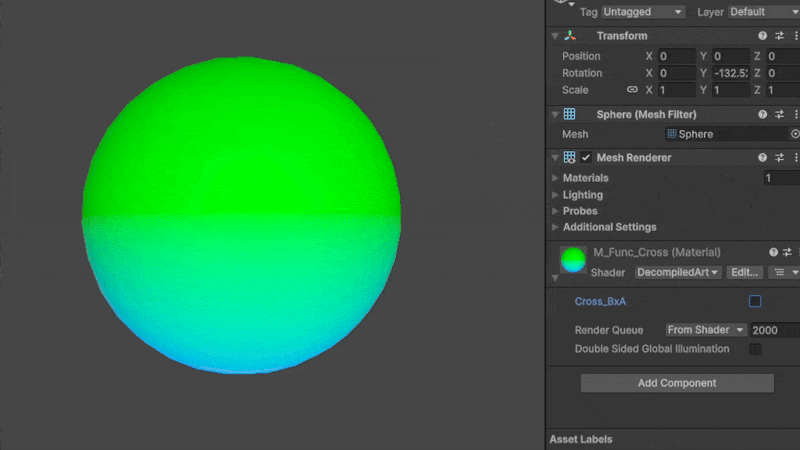 Tag Untagged Layer Default
Transform
Position X 0 Y 0 Z 0
Rotation X 0 Y -132.52 Z 0
Scale X 1 Y 1 Z 1
Sphere (Mesh Filter)
Mesh Sphere
Mesh Renderer
Materials 1
Lighting
Probes
Additional Settings
M_Func_Cross (Material)
Shader DecompiledArt Edit...
Cross_BxA
Render Queue From Shader 2000
Double Sided Global Illumination
Add Component
Asset Labels